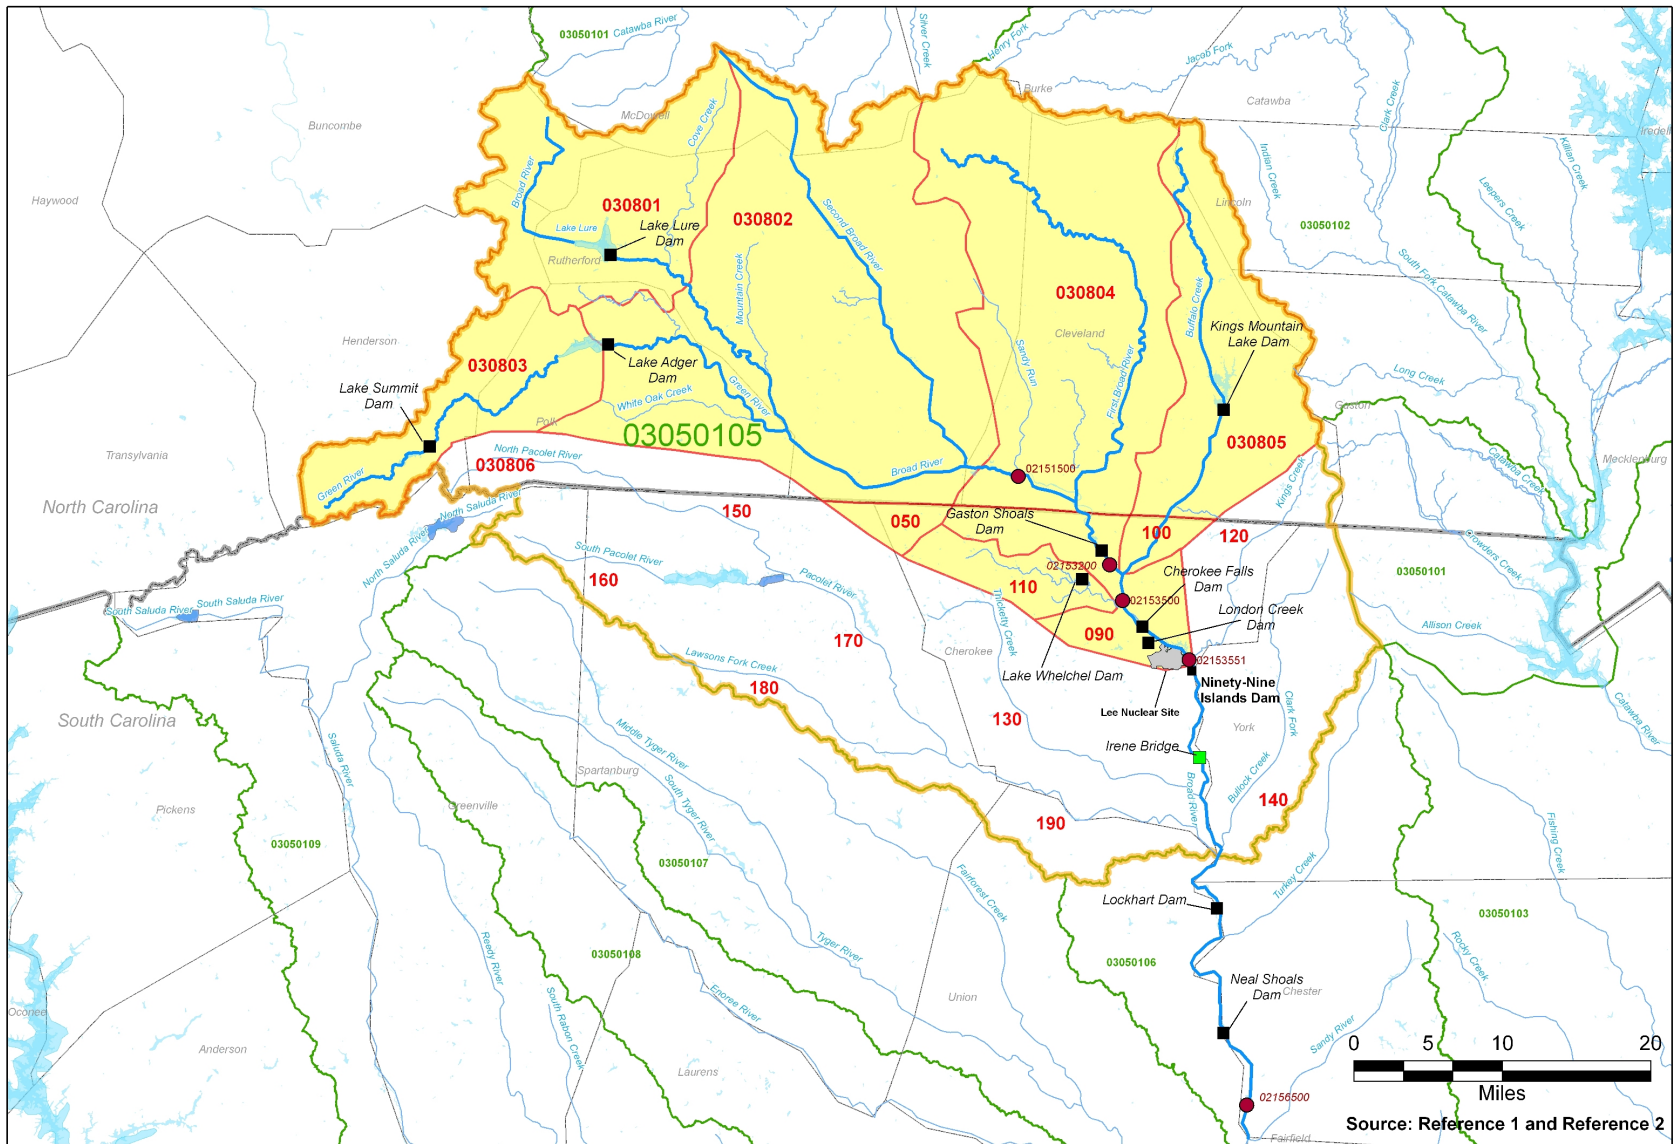 03050101
Catawba River
Silver Creek
Henry Fork
Jacob Fork
Burke
Catawba
Clark Creek
McDowell
Cove Creek
Buncombe
Iredell
Killian Creek
Indian Creek
Leepers Creek
Haywood
Broad River
030801
030802
Second Broad River
Lincoln
03050102
Lake Lure
Lake Lure
Dam
Rutherford
South Fork Catawba River
Mountain Creek
030804
Buffalo Creek
Cleveland
Kings Mountain
Lake Dam
Henderson
030803
Lake Adger
Dam
Sandy Run
First Broad River
Long Creek
Lake Summit
Dam
White Oak Creek
Green River
Gaston
Polk
03050105
030805
Transylvania
North Pacolet River
030806
Broad River
02151500
Kings Creek
Catawba Creek
Mecklenburg
Green River
North Carolina
North Saluda River
150
050
Gaston Shoals
Dam
100
120
Crowders Creek
North Saluda River
South Pacolet River
160
Pacolet River
02153200
110
Cherokee Falls
Dam
03050101
02153500
South Saluda River
South Saluda River
Thicketty Creek
London Creek
Dam
Allison Creek
170
090
Cherokee
Lawsons Fork Creek
02153551
Lake Whelchel Dam
180
Ninety-Nine
Islands Dam
Clark Fork
Catawba River
South Carolina
Lee Nuclear Site
130
York
Saluda River
Middle Tyger River
Irene Bridge
Spartanburg
South Tyger River
Broad River
Bullock Creek
140
Pickens
Greenville
190
Fishing Creek
03050109
03050107
Fairforest Creek
Turkey Creek
Lockhart Dam
03050103
Reedy River
03050108
Tyger River
03050106
Rocky Creek
Neal Shoals
Dam
Chester
South Rabon Creek
Enoree River
Union
Oconee
Sandy River
Anderson
Laurens
0 5 10 20
Miles
02156500
Source: Reference 1 and Reference 2
Fairfield